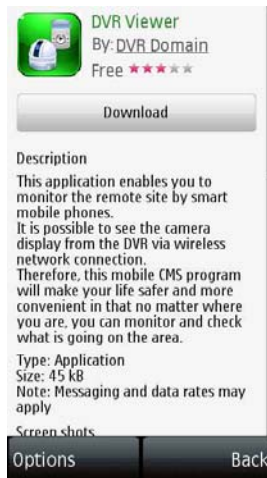 DVR Viewer
By: DVR Domain
Free
Download
Description
This application enables you to
monitor the remote site by smart
mobile phones.
It is possible to see the camera
display from the DVR via wireless
network connection.
Therefore, this mobile CMS program
will make your life safer and more
convenient in that no matter where
you are, you can monitor and check
what is going on the area.
Type: Application
Size: 45 kB
Note: Messaging and data rates may
apply
Screen shots
Options Back